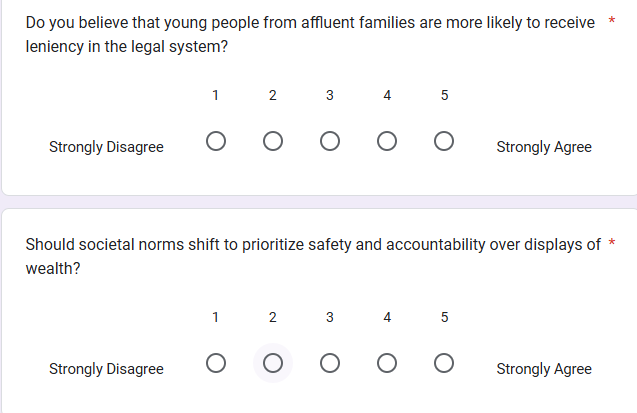 Do you believe that young people from affluent families are more likely to receive *
leniency in the legal system?
1 2 3 4 5
Strongly Disagree Strongly Agree
Should societal norms shift to prioritize safety and accountability over displays of *
wealth?
1 2 3 4 5
Strongly Disagree Strongly Agree